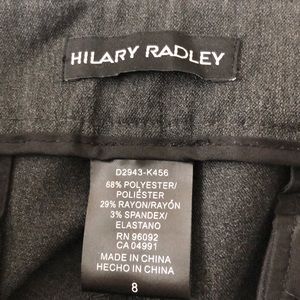 HILARY RADLEY
D2943-K456
68% POLYESTER/
POLIÉSTER
29% RAYON/RAYÓN
3% SPANDEX/
ELASTANO
RN 96092
CA 04991
MADE IN CHINA
HECHO IN CHINA
8